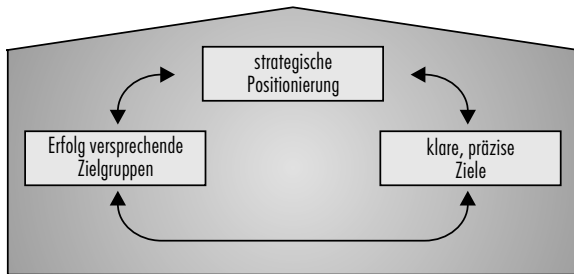 strategische
Positionierung
Erfolg versprechende
Zielgruppen
klare, präzise
Ziele